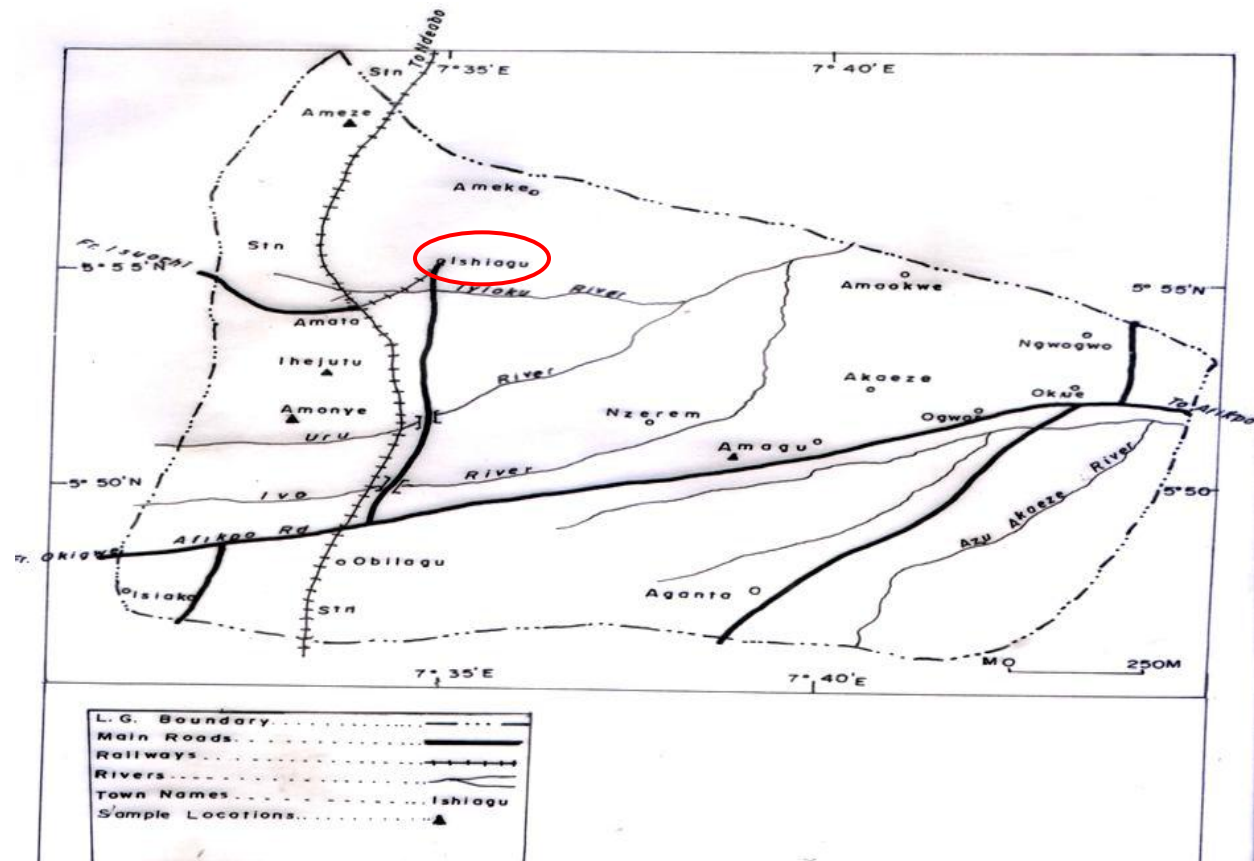 To Ndeabo
7° 35' E
7° 40' E
Stn
Ameze
Ameke
Fr. Isuochi
Stn
Ishiagu
5° 55'N
Iyioku River
Amaokwe
5° 55'N
Amata
Ngwogwo
Ihejutu
River
Akaeze
Okue
To Afikpo
Amonye
Nzerem
Ogwo
Uru
Amagu
River
5° 50'N
Ivo
5° 50'
River
Afikpo Rd
Azu Akaeze
Fr. Okigwe
Obilagu
Isiaka
Aganta
Stn
M 0 250M
7° 35' E
7° 40' E
L. G. Boundary
Main Roads
Railways
Rivers
Town Names Ishiagu
Sample Locations